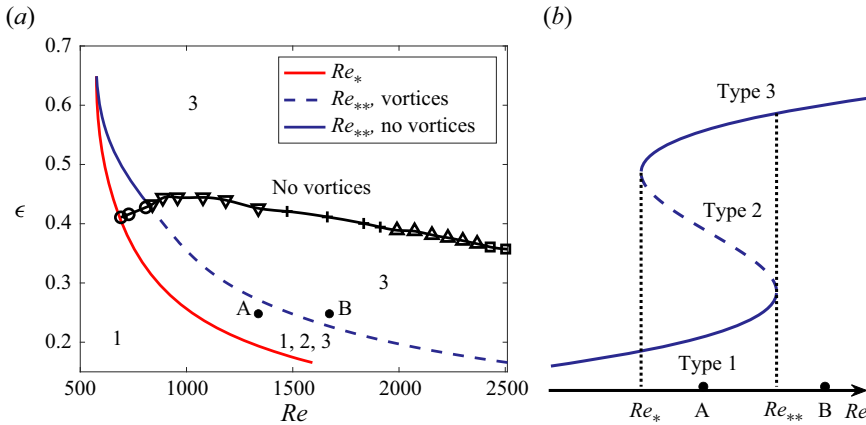 (a)
0.7
0.6
0.5
0.4
0.3
0.2
ϵ
3
Re*
Re**, vortices
Re**, no vortices
No vortices
3
A
B
1
1, 2, 3
500
1000
1500
2000
2500
Re
(b)
Type 3
Type 2
Type 1
Re*
A
Re**
B
Re